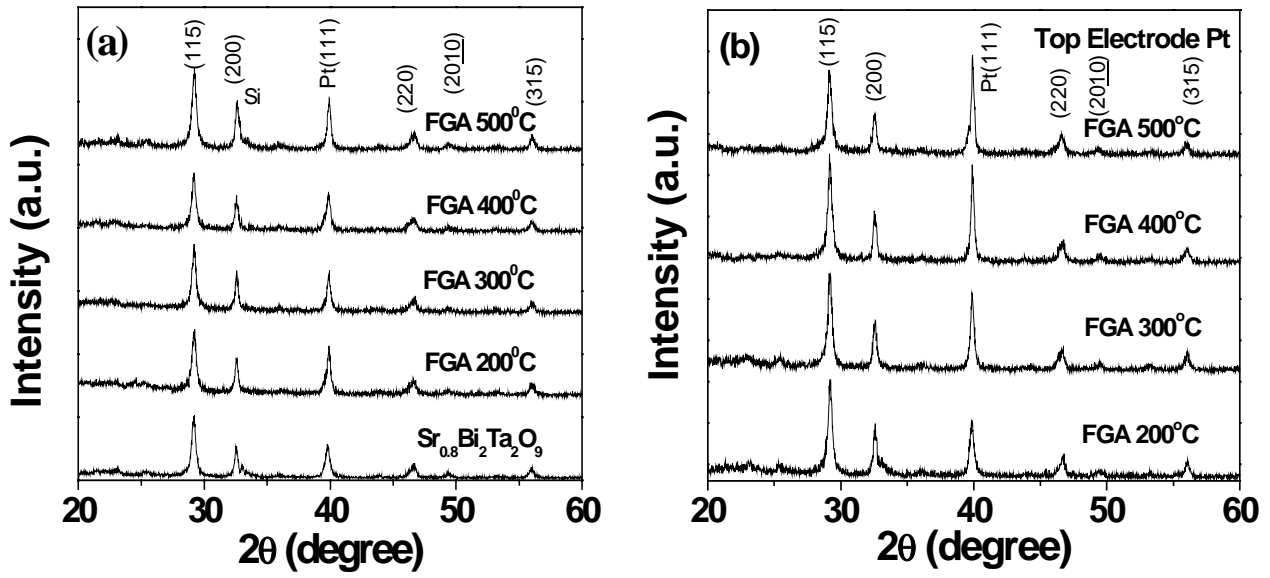 (a)
(115)
(200)
Si
Pt(111)
(220)
(2010)
(315)
FGA 500⁰C
FGA 400⁰C
FGA 300⁰C
FGA 200⁰C
Sr₀.₈Bi₂Ta₂O₉
Intensity (a.u.)
20 30 40 50 60
2θ (degree)
(b)
Top Electrode Pt
(115)
(200)
Pt(111)
(220)
(2010)
(315)
FGA 500°C
FGA 400°C
FGA 300°C
FGA 200°C
Intensity (a.u.)
20 30 40 50 60
2θ (degree)